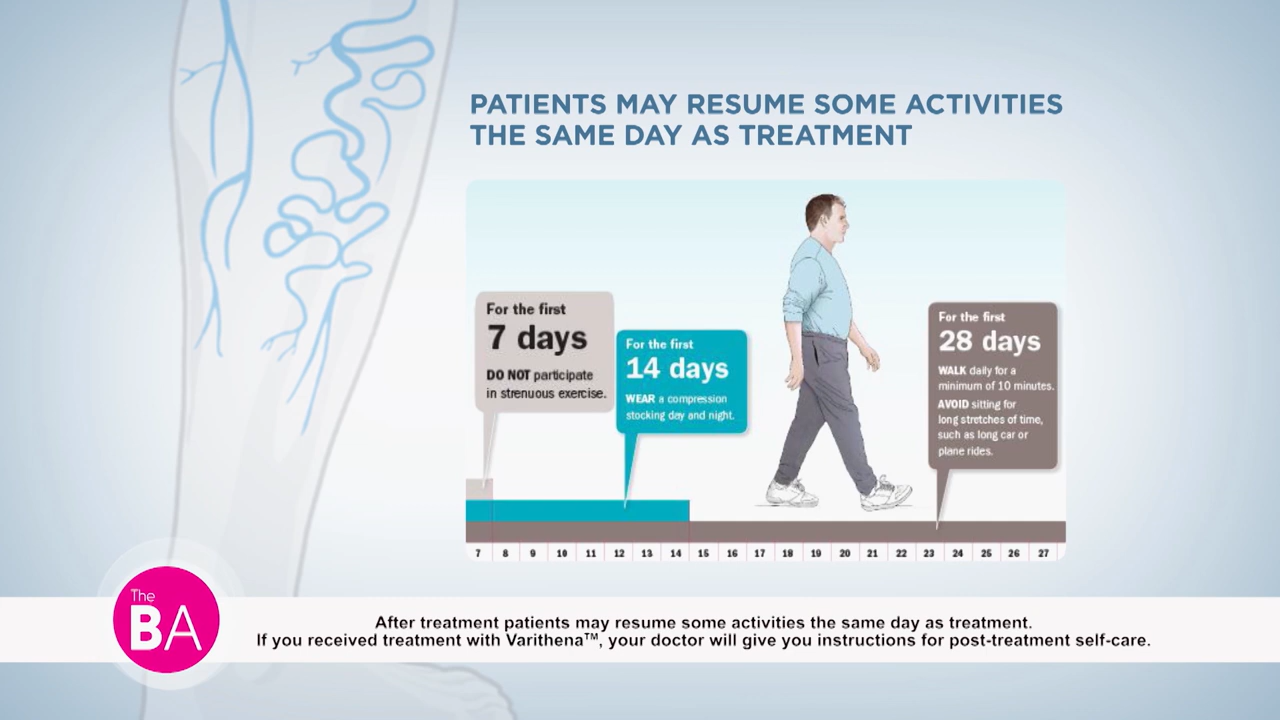 PATIENTS MAY RESUME SOME ACTIVITIES
THE SAME DAY AS TREATMENT
For the first
7 days
DO NOT participate
in strenuous exercise.
For the first
14 days
WEAR a compression
stocking day and night.
For the first
28 days
WALK daily for a
minimum of 10 minutes.
AVOID sitting for
long stretches of time,
such as long car or
plane rides.
7 8 9 10 11 12 13 14 15 16 17 18 19 20 21 22 23 24 25 26 27
The
BA
After treatment patients may resume some activities the same day as treatment.
If you received treatment with Varithena™, your doctor will give you instructions for post-treatment self-care.